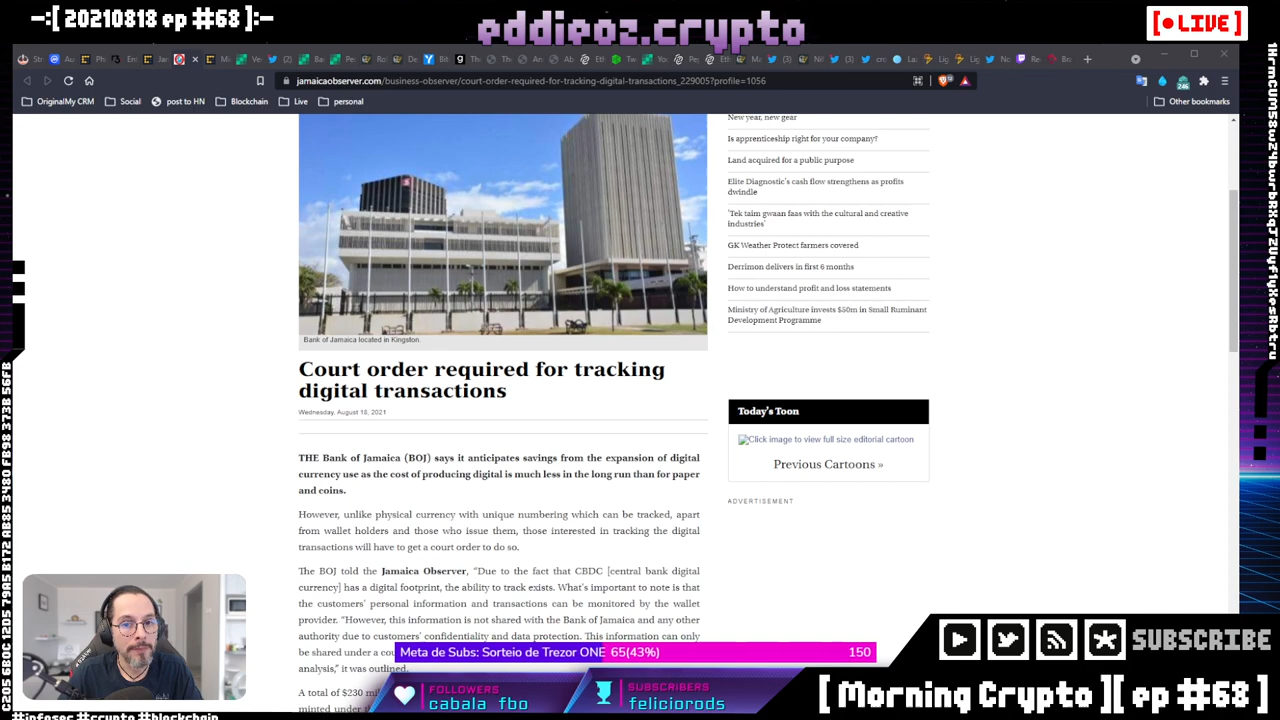 -:[ 20210818 ep #68 ]:-
eddieoz.crypto
[● LIVE]
jamaicaobserver.com/business-observer/court-order-required-for-tracking-digital-transactions_229005?profile=1056
246
OriginalMy CRM
Social
post to HN
Blockchain
Live
personal
Other bookmarks
New year, new gear
Is apprenticeship right for your company?
Land acquired for a public purpose
Elite Diagnostic's cash flow strengthens as profits
dwindle
'Tek taim gwaan faas with the cultural and creative
industries'
GK Weather Protect farmers covered
Derrimon delivers in first 6 months
How to understand profit and loss statements
Ministry of Agriculture invests $50m in Small Ruminant
Development Programme
Bank of Jamaica located in Kingston.
Court order required for tracking
digital transactions
Wednesday, August 18, 2021
THE Bank of Jamaica (BOJ) says it anticipates savings from the expansion of digital
currency use as the cost of producing digital is much less in the long run than for paper
and coins.
However, unlike physical currency with unique numbering which can be tracked, apart
from wallet holders and those who issue them, those interested in tracking the digital
transactions will have to get a court order to do so.
The BOJ told the Jamaica Observer, “Due to the fact that CBDC [central bank digital
currency] has a digital footprint, the ability to track exists. What's important to note is that
the customers' personal information and transactions can be monitored by the wallet
provider. “However, this information is not shared with the Bank of Jamaica and any other
authority due to customers' confidentiality and data protection. This information can only
be shared under a cou
analysis,” it was outlined.
A total of $230 mi
minted under th
Today's Toon
Click image to view full size editorial cartoon
Previous Cartoons »
ADVERTISEMENT
Meta de Subs: Sorteio de Trezor ONE 65(43%) 150
FOLLOWERS
cabala_fbo
SUBSCRIBERS
feliciorods
SUBSCRIBE
[ Morning Crypto ][ ep #68 ]
#infosec #crypto #blockchain